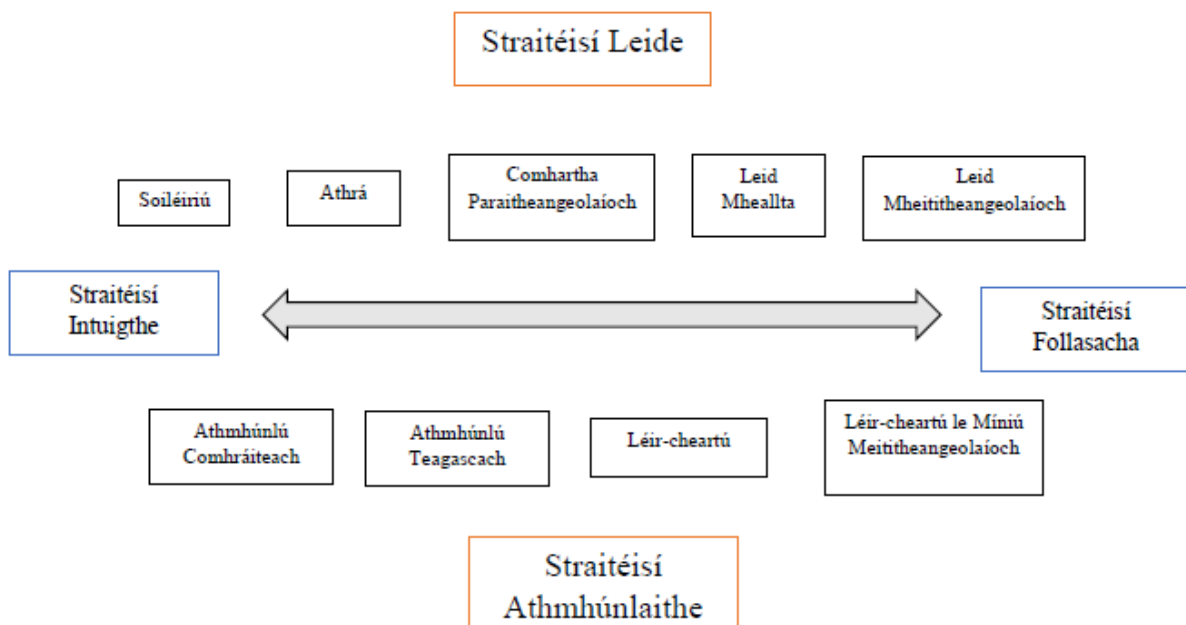 Straitéisí Leide
Soiléiriú
Athrá
Comhartha
Paraitheangeolaíoch
Leid
Mheallta
Leid
Mheititheangeolaíoch
Straitéisí
Intuigthe
Straitéisí
Follasacha
Athmhúnlú
Comhráiteach
Athmhúnlú
Teagascach
Léir-cheartú
Léir-cheartú le Míniú
Meititheangeolaíoch
Straitéisí
Athmhúnlaithe